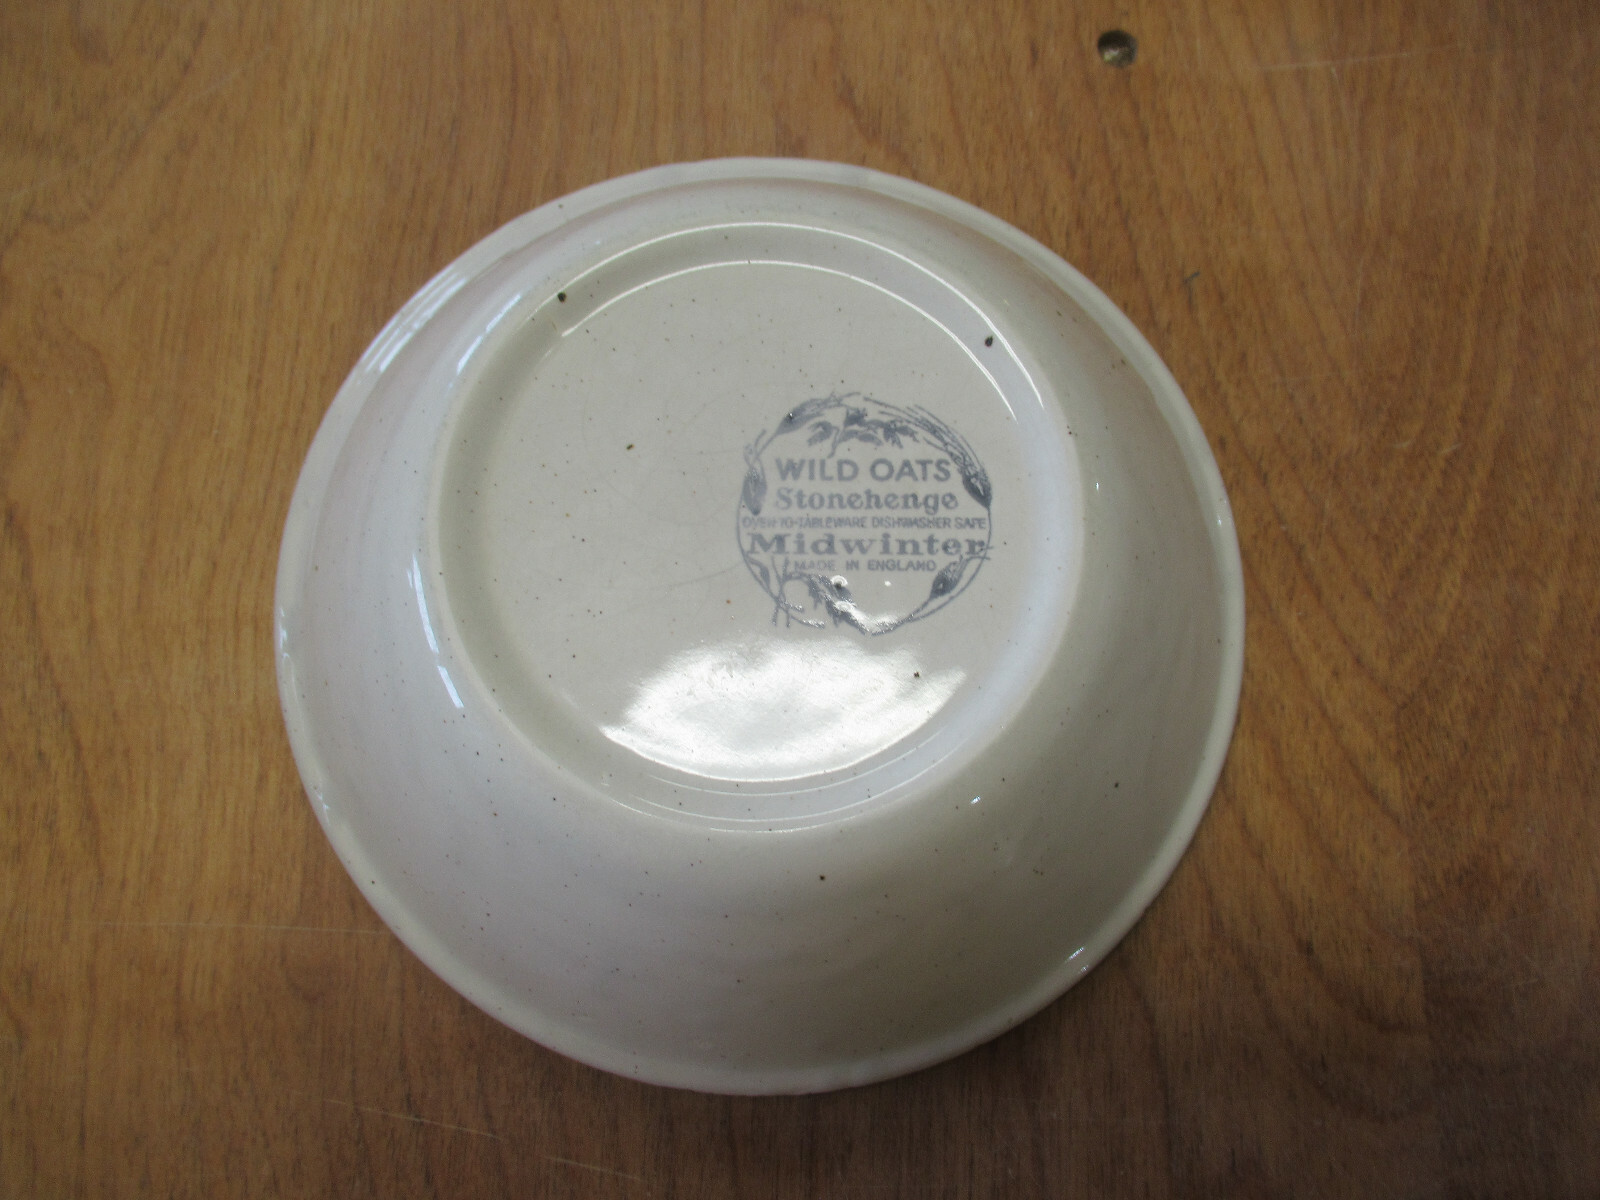 WILD OATS
Stonehenge
OVEN-TO-TABLEWARE DISHWASHER SAFE
Midwinter
MADE IN ENGLAND